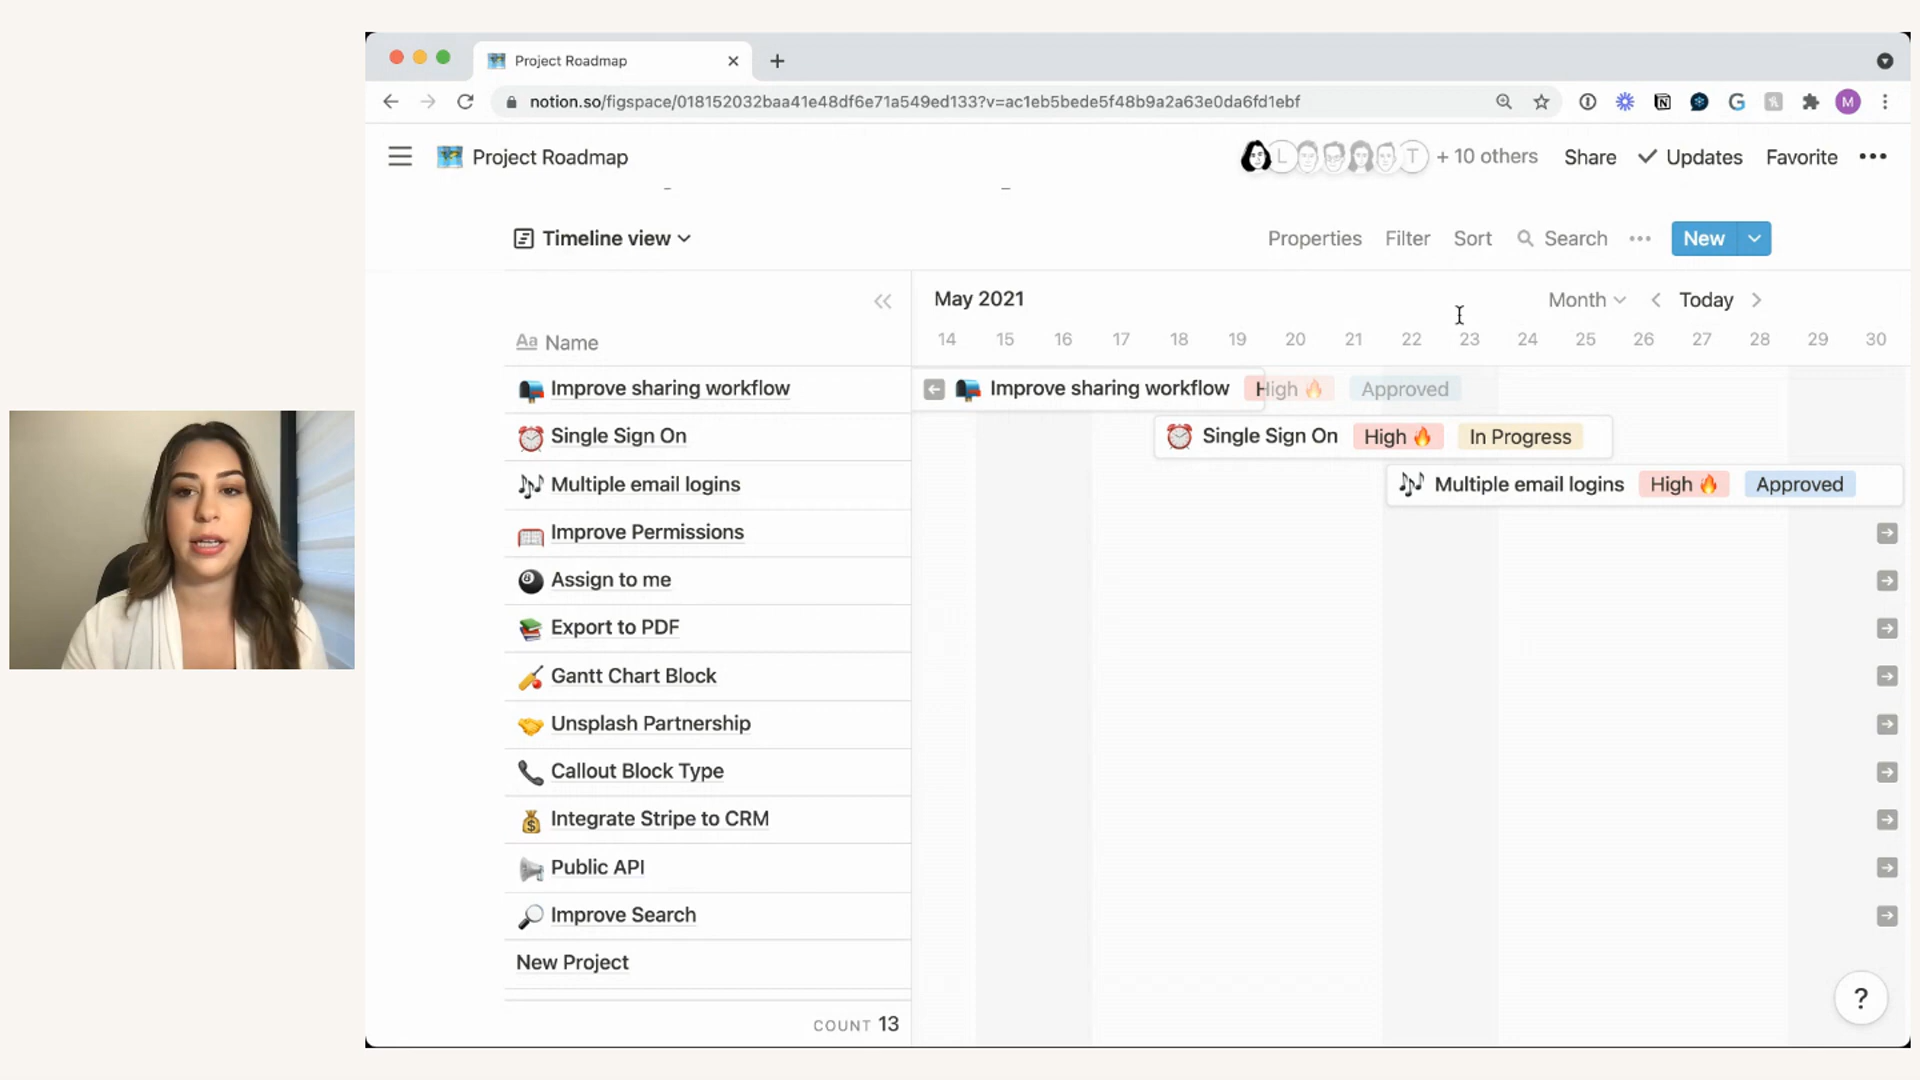 Project Roadmap
notion.so/figspace/018152032baa41e48df6e71a549ed133?v=ac1eb5bede5f48b9a2a63e0da6fd1ebf
M
Project Roadmap
L T + 10 others Share Updates Favorite
Timeline view
Properties Filter Sort Search New
May 2021
Month Today
14 15 16 17 18 19 20 21 22 23 24 25 26 27 28 29 30
Aa Name
Improve sharing workflow
Improve sharing workflow High Approved
Single Sign On
Single Sign On High In Progress
Multiple email logins
Multiple email logins High Approved
Improve Permissions
Assign to me
Export to PDF
Gantt Chart Block
Unsplash Partnership
Callout Block Type
Integrate Stripe to CRM
Public API
Improve Search
New Project
COUNT 13
?